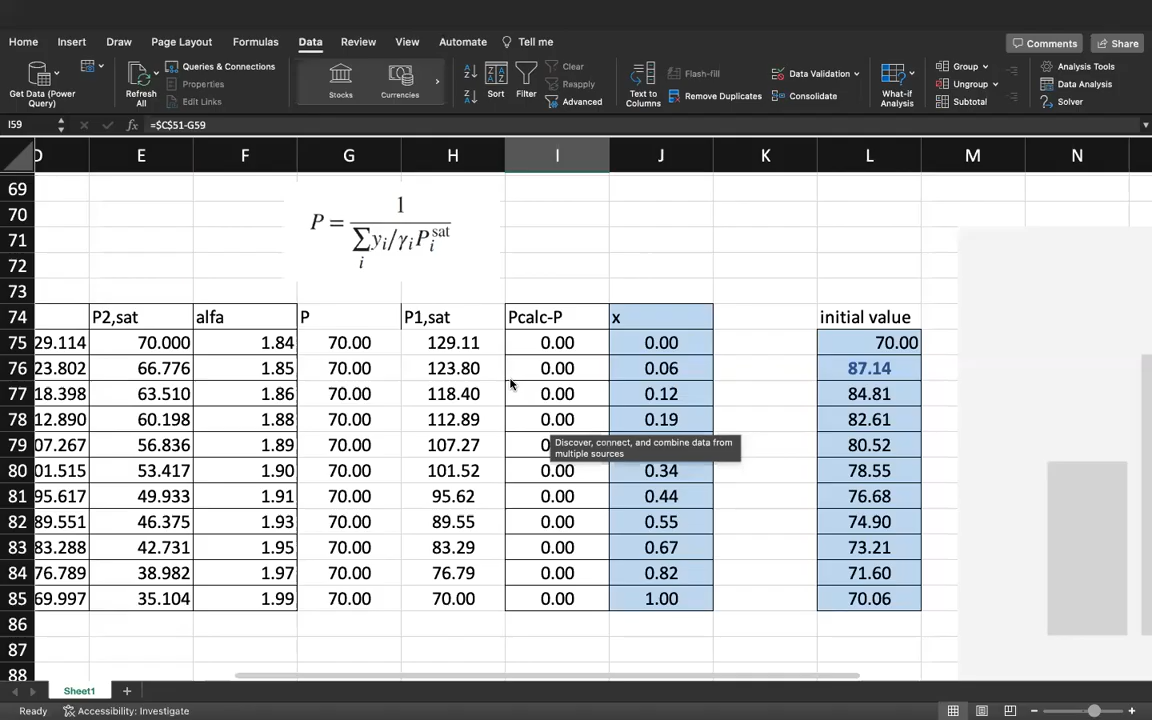 Home Insert Draw Page Layout Formulas Data Review View Automate Tell me Comments Share
Get Data (Power Query)
Refresh All
Queries & Connections
Properties
Edit Links
Stocks
Currencies
Sort
Filter
Clear
Reapply
Advanced
Text to Columns
Flash-fill
Remove Duplicates
Data Validation
Consolidate
What-if Analysis
Group
Ungroup
Subtotal
Analysis Tools
Data Analysis
Solver
I59 fx =$C$51-G59
D E F G H I J K L M N
69
70
71
72
73
P = 1 / ∑i yi/γi Pi^sat
74 P2,sat alfa P P1,sat Pcalc-P x initial value
75 29.114 70.000 1.84 70.00 129.11 0.00 0.00 70.00
76 23.802 66.776 1.85 70.00 123.80 0.00 0.06 87.14
77 18.398 63.510 1.86 70.00 118.40 0.00 0.12 84.81
78 12.890 60.198 1.88 70.00 112.89 0.00 0.19 82.61
79 07.267 56.836 1.89 70.00 107.27 80.52
Discover, connect, and combine data from
multiple sources
80 01.515 53.417 1.90 70.00 101.52 0.00 0.34 78.55
81 95.617 49.933 1.91 70.00 95.62 0.00 0.44 76.68
82 89.551 46.375 1.93 70.00 89.55 0.00 0.55 74.90
83 83.288 42.731 1.95 70.00 83.29 0.00 0.67 73.21
84 76.789 38.982 1.97 70.00 76.79 0.00 0.82 71.60
85 69.997 35.104 1.99 70.00 70.00 0.00 1.00 70.06
86
87
88
Sheet1
Ready Accessibility: Investigate